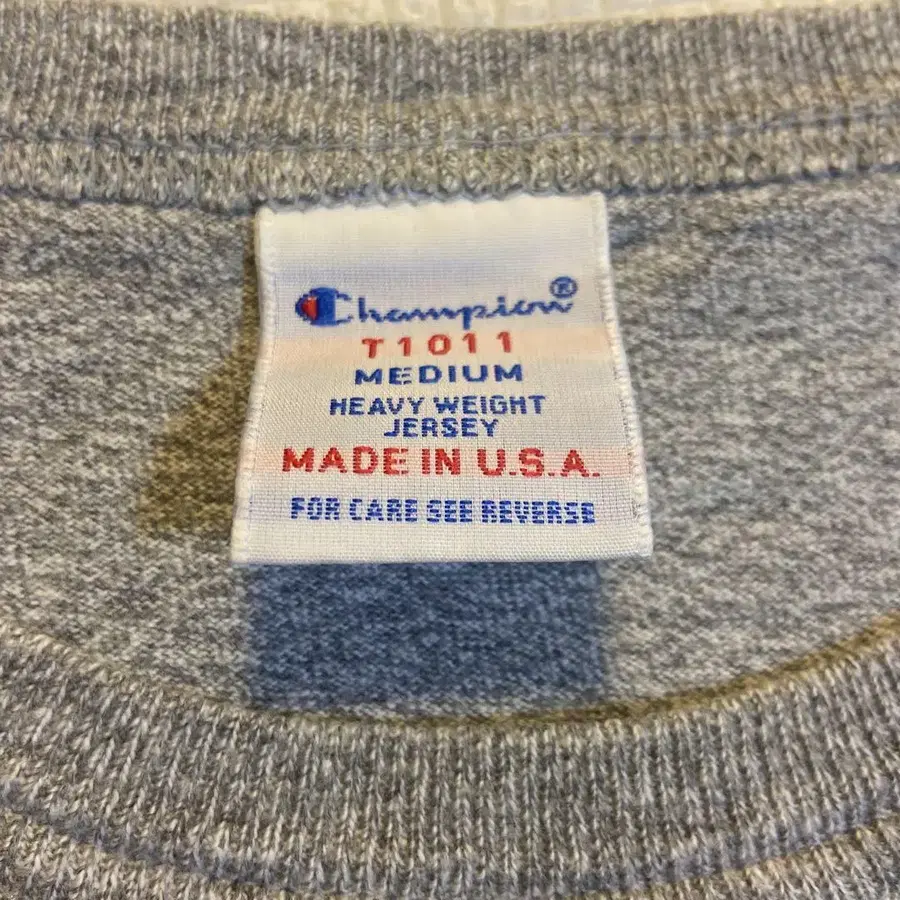 Champion®
T1011
MEDIUM
HEAVY WEIGHT
JERSEY
MADE IN U.S.A.
FOR CARE SEE REVERSE